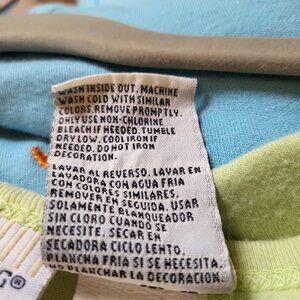 WASH INSIDE OUT, MACHINE
WASH COLD WITH SIMILAR
COLORS, REMOVE PROMPTLY.
ONLY USE NON-CHLORINE
BLEACH IF NEEDED. TUMBLE
DRY LOW, COOL IRON IF
NEEDED. DO NOT IRON
DECORATION.
LAVAR AL REVERSO, LAVAR EN
LAVADORA CON AGUA FRIA
CON COLORES SIMILARES.
REMOVER EN SEGUIDA. USAR
SOLAMENTE BLANQUEADOR
SIN CLORO CUANDO SE
NECESITE. SECAR EN
SECADORA CICLO LENTO.
PLANCHA FRIA SI SE NECESITA.
NO PLANCHAR LA DECORACION.
G®